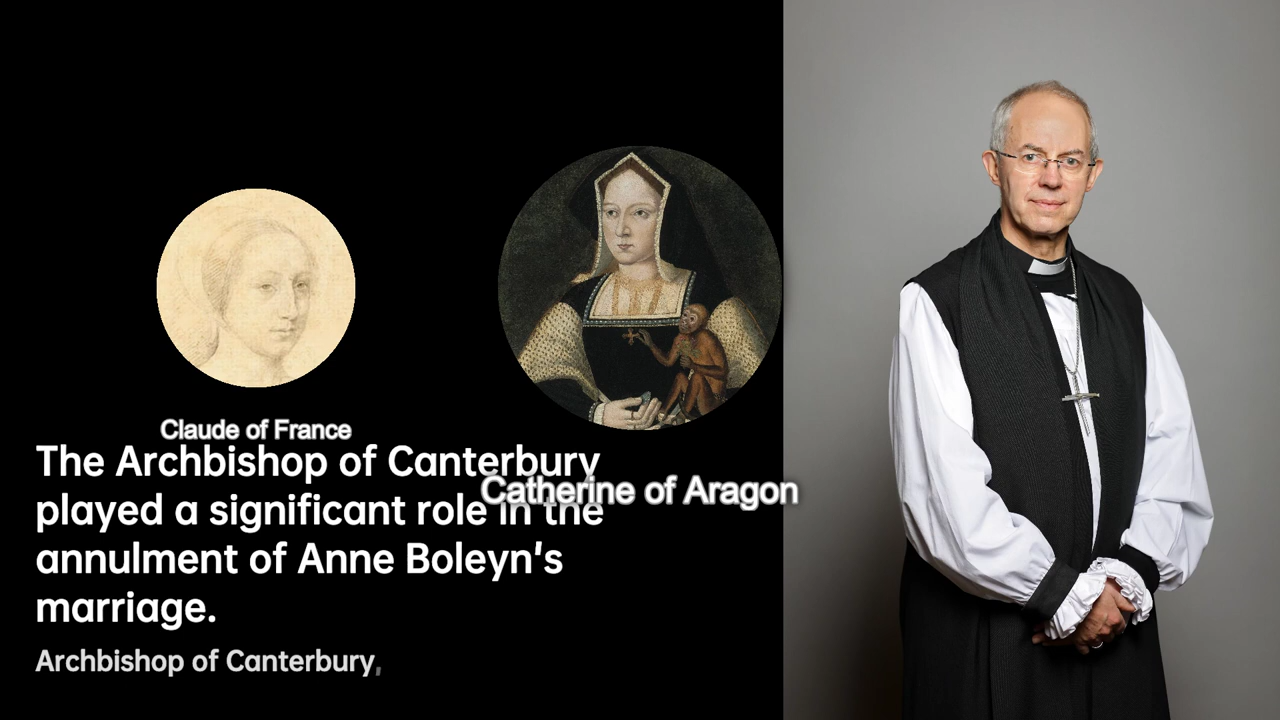 Claude of France
The Archbishop of Canterbury
Catherine of Aragon
played a significant role in the
annulment of Anne Boleyn's
marriage.
Archbishop of Canterbury,